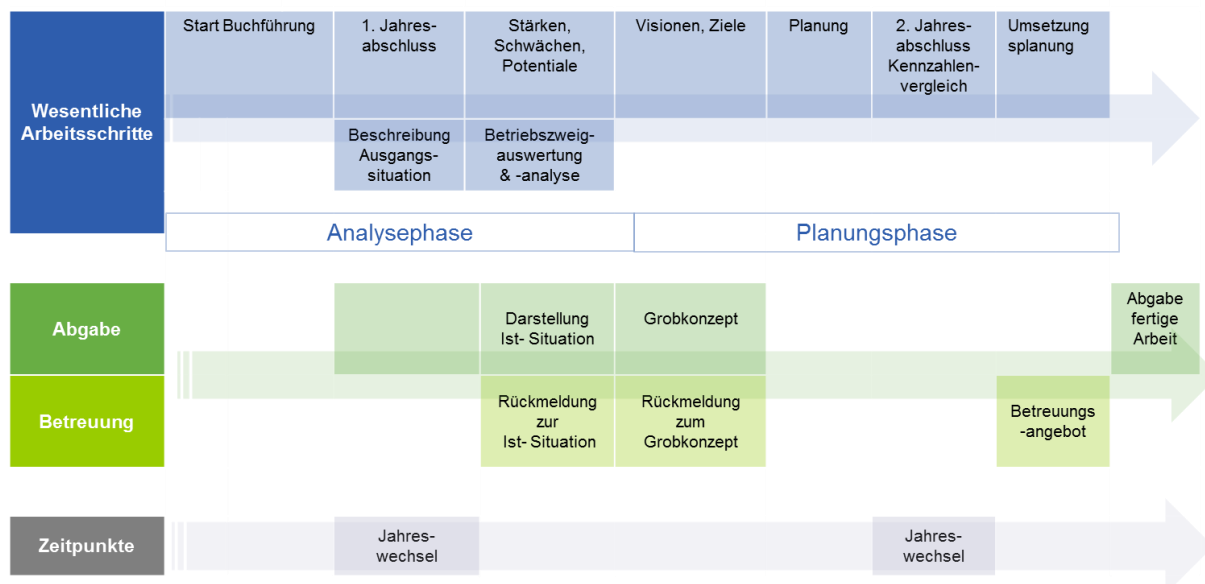 Wesentliche
Arbeitsschritte
Start Buchführung
1. Jahres-
abschluss
Stärken,
Schwächen,
Potentiale
Visionen, Ziele
Planung
2. Jahres-
abschluss
Kennzahlen-
vergleich
Umsetzung
splanung
Beschreibung
Ausgangs-
situation
Betriebszweig-
auswertung
& -analyse
Analysephase
Planungsphase
Abgabe
Darstellung
Ist- Situation
Grobkonzept
Abgabe
fertige
Arbeit
Betreuung
Rückmeldung
zur
Ist- Situation
Rückmeldung
zum
Grobkonzept
Betreuungs
-angebot
Zeitpunkte
Jahres-
wechsel
Jahres-
wechsel